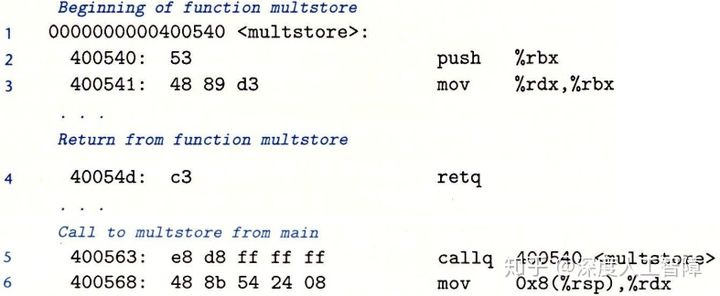 Beginning of function multstore
1 0000000000400540 <multstore>:
2 400540: 53 push %rbx
3 400541: 48 89 d3 mov %rdx,%rbx
. . .
Return from function multstore
4 40054d: c3 retq
. . .
Call to multstore from main
5 400563: e8 d8 ff ff ff callq 400540 <multstore>
6 400568: 48 8b 54 24 08 mov 0x8(%rsp),%rdx
知乎 @深度人工智障